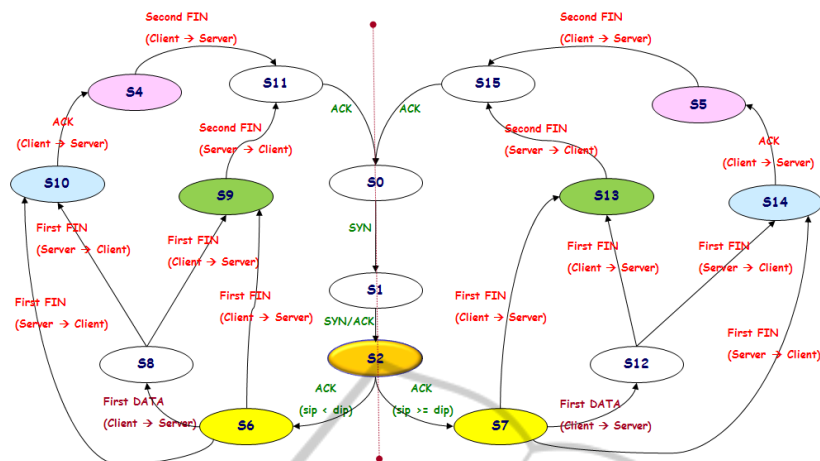 Second FIN
(Client → Server)
Second FIN
(Client → Server)
S4
S11
S15
S5
ACK
ACK
ACK
(Client → Server)
Second FIN
(Server → Client)
Second FIN
(Server → Client)
ACK
(Client → Server)
S10
S9
S0
S13
S14
First FIN
(Server → Client)
First FIN
(Client → Server)
SYN
First FIN
(Client → Server)
First FIN
(Server → Client)
S1
First FIN
(Server → Client)
First FIN
(Client → Server)
SYN/ACK
First FIN
(Client → Server)
First FIN
(Server → Client)
S8
S2
S12
First DATA
(Client → Server)
ACK
(sip < dip)
ACK
(sip >= dip)
First DATA
(Client → Server)
S6
S7